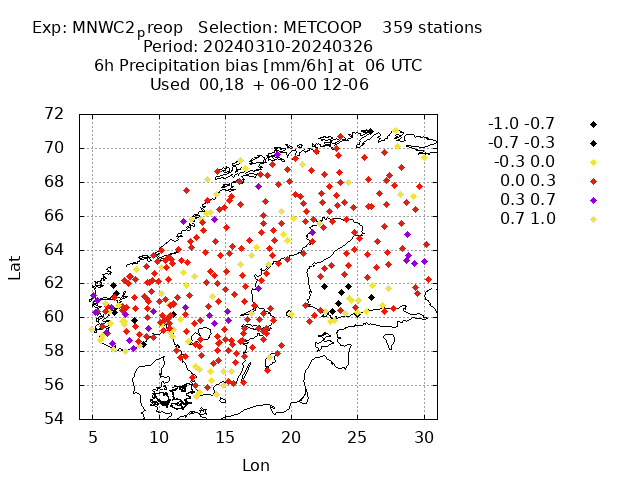 Exp: MNWC2preop   Selection: METCOOP    359 stations
Period: 20240310-20240326
6h Precipitation bias [mm/6h] at  06 UTC
Used 00,18  + 06-00 12-06
-1.0 -0.7
-0.7 -0.3
-0.3 0.0
0.0 0.3
0.3 0.7
0.7 1.0
Lat
72
70
68
66
64
62
60
58
56
54
5 10 15 20 25 30
Lon